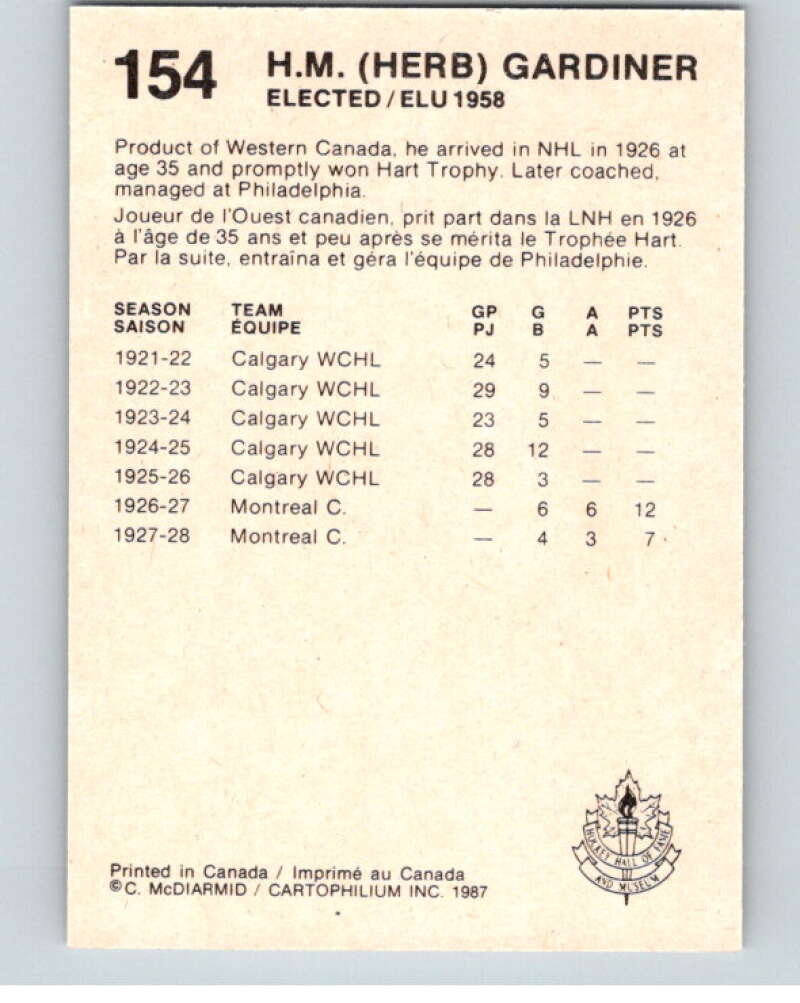 154 H.M. (HERB) GARDINER
ELECTED / ELU 1958
Product of Western Canada, he arrived in NHL in 1926 at
age 35 and promptly won Hart Trophy. Later coached,
managed at Philadelphia.
Joueur de l'Ouest canadien, prit part dans la LNH en 1926
à l'âge de 35 ans et peu après se mérita le Trophée Hart.
Par la suite, entraîna et géra l'équipe de Philadelphie.
SEASON TEAM GP G A PTS
SAISON ÉQUIPE PJ B A PTS
1921-22 Calgary WCHL 24 5 — —
1922-23 Calgary WCHL 29 9 — —
1923-24 Calgary WCHL 23 5 — —
1924-25 Calgary WCHL 28 12 — —
1925-26 Calgary WCHL 28 3 — —
1926-27 Montreal C. — 6 6 12
1927-28 Montreal C. — 4 3 7
HOCKEY HALL OF FAME
AND MUSEUM
Printed in Canada / Imprimé au Canada
©C. McDIARMID / CARTOPHILIUM INC. 1987